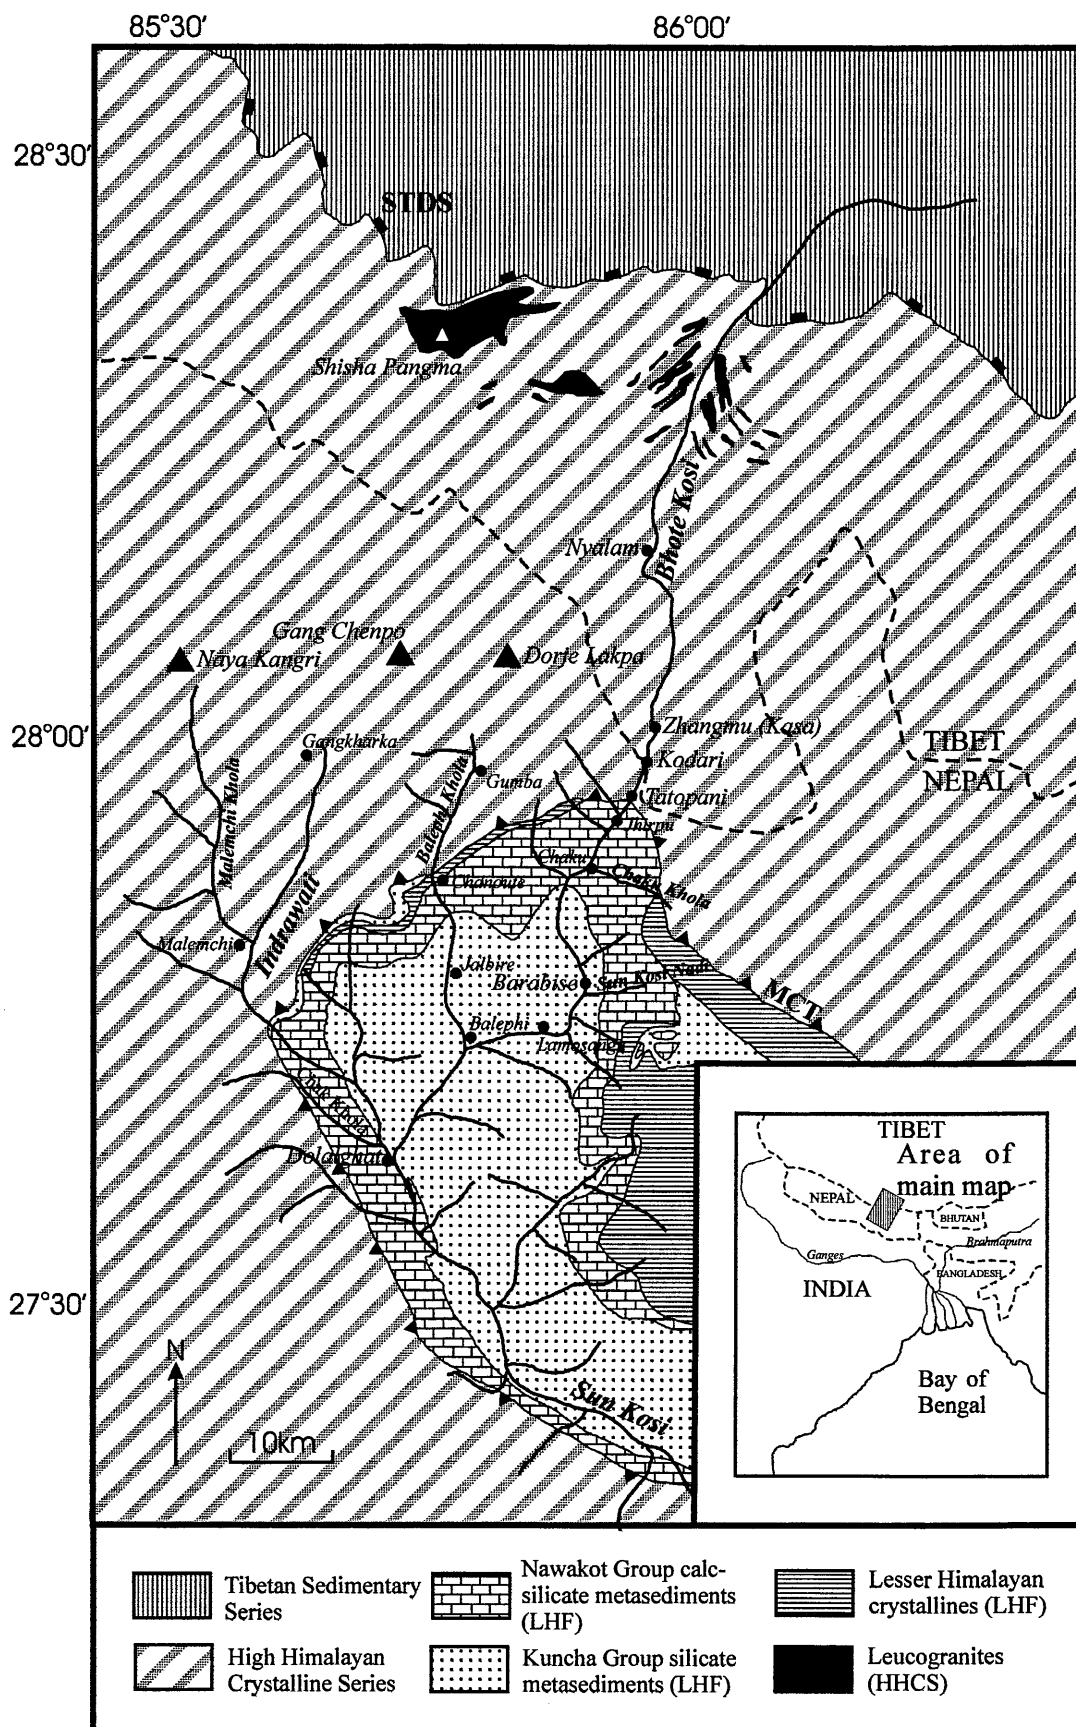 85°30' 86°00'
28°30'
STDS
Shisha Pangma
Bhote Kosi
Nyalam
Gang Chenpo
Naya Kangri
Dorje Lakpa
28°00'
Zhangmu (Kasa)
Gangkharka
Kodari
TIBET
NEPAL
Gumba
Tatopani
Malemchi Khola
Balephi Khola
Jhirpu
Chaku
Chaku Khola
Chanaute
Indrawati
Malemchi
Jalbire
Barabise
Sun Kosi Nadi
MCT
Balephi
Lamosangu
Dolalghat
27°30'
N
10km
Sun Kosi
TIBET
Area of
main map
NEPAL
BHUTAN
Ganges
Brahmaputra
BANGLADESH
INDIA
Bay of
Bengal
Tibetan Sedimentary
Series
Nawakot Group calc-
silicate metasediments
(LHF)
Lesser Himalayan
crystallines (LHF)
High Himalayan
Crystalline Series
Kuncha Group silicate
metasediments (LHF)
Leucogranites
(HHCS)